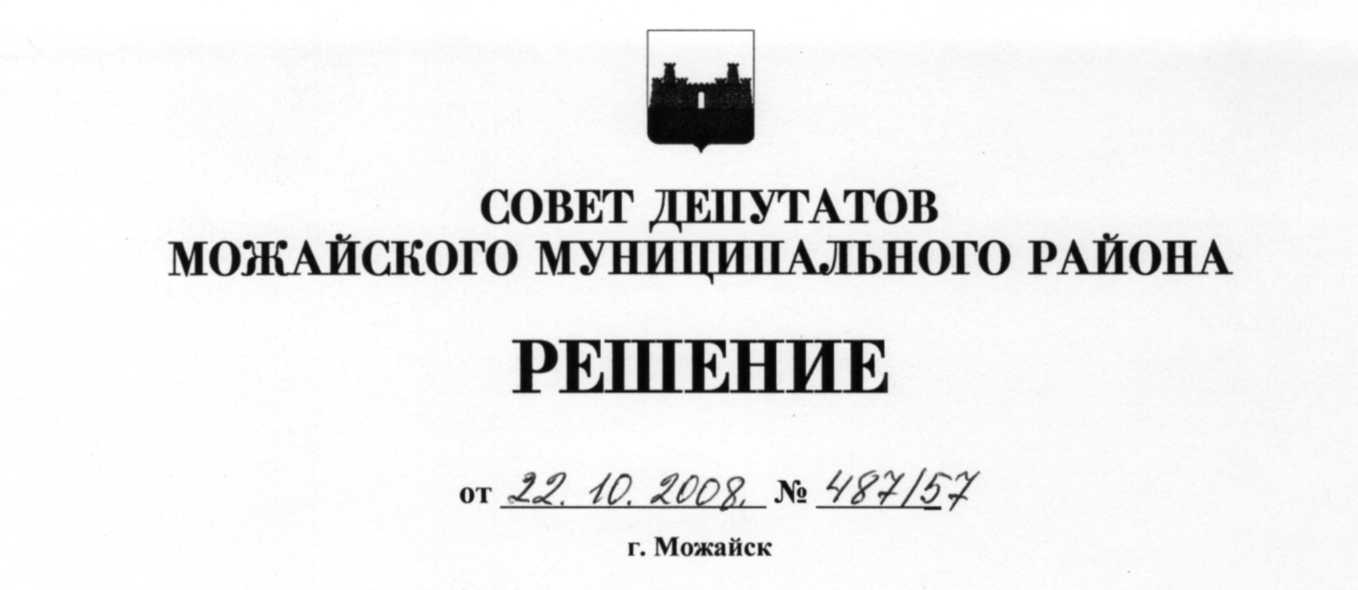 СОВЕТ ДЕПУТАТОВ
МОЖАЙСКОГО МУНИЦИПАЛЬНОГО РАЙОНА
РЕШЕНИЕ
от 22. 10. 2008. № 487/57
г. Можайск